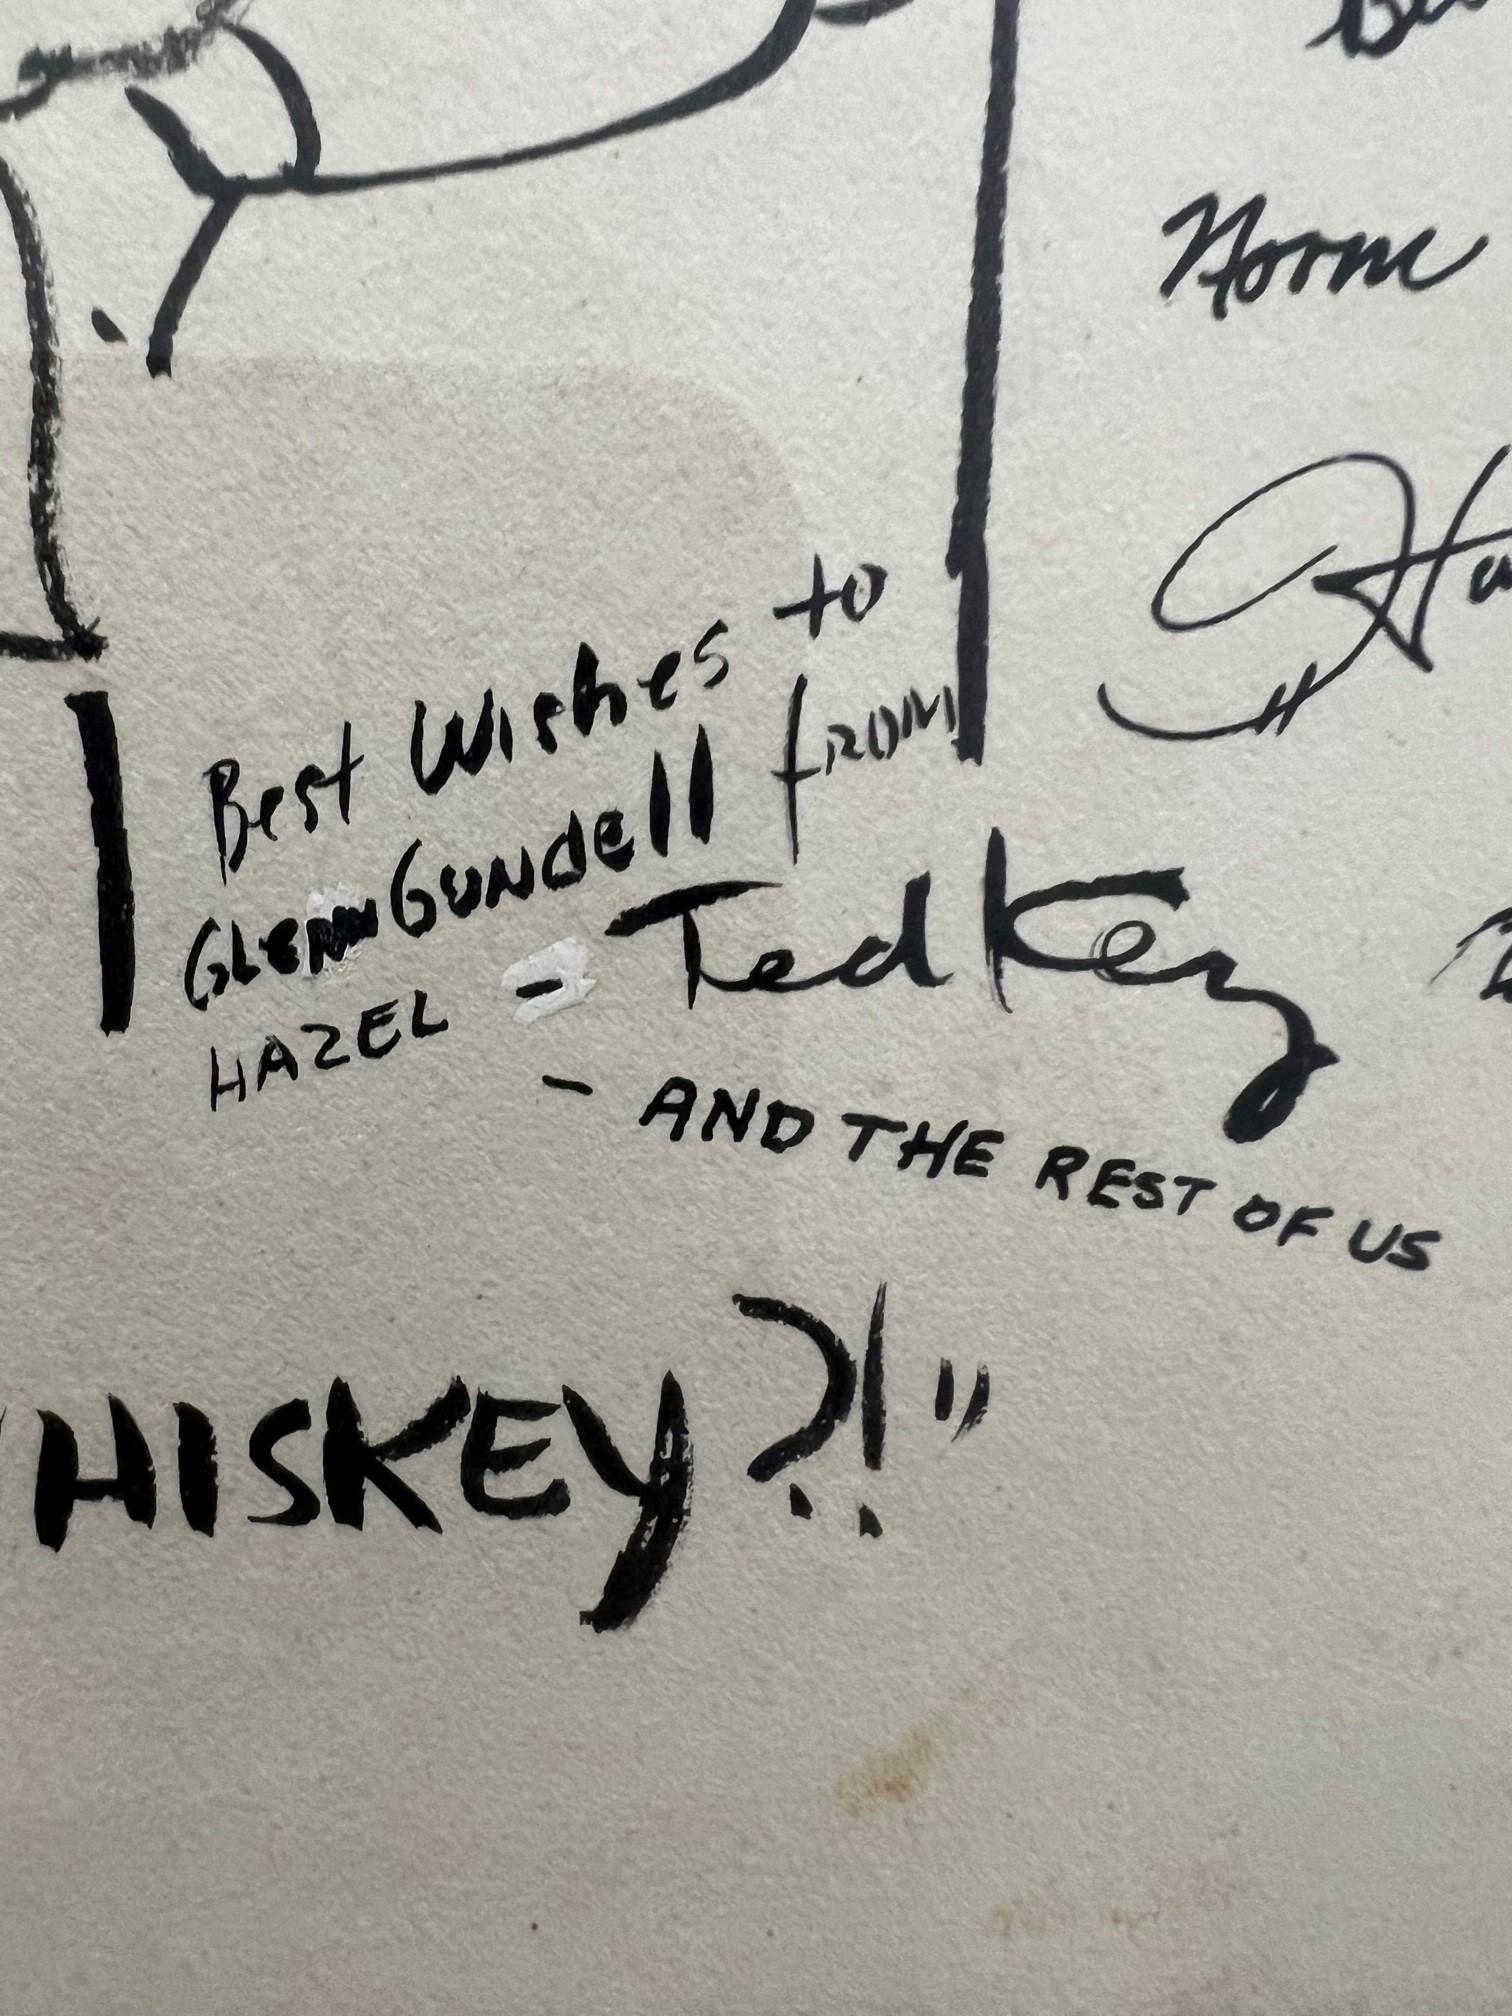 Norm
Best Wishes to
GLENN GUNDell from
HAZEL - Ted Key
- AND THE REST OF US
HISKEY?!"